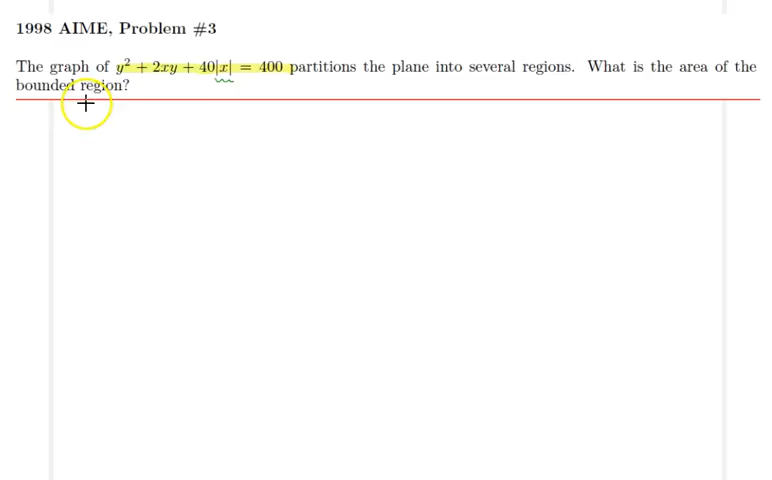 1998 AIME, Problem #3
The graph of y² + 2xy + 40|x| = 400 partitions the plane into several regions. What is the area of the
bounded region?